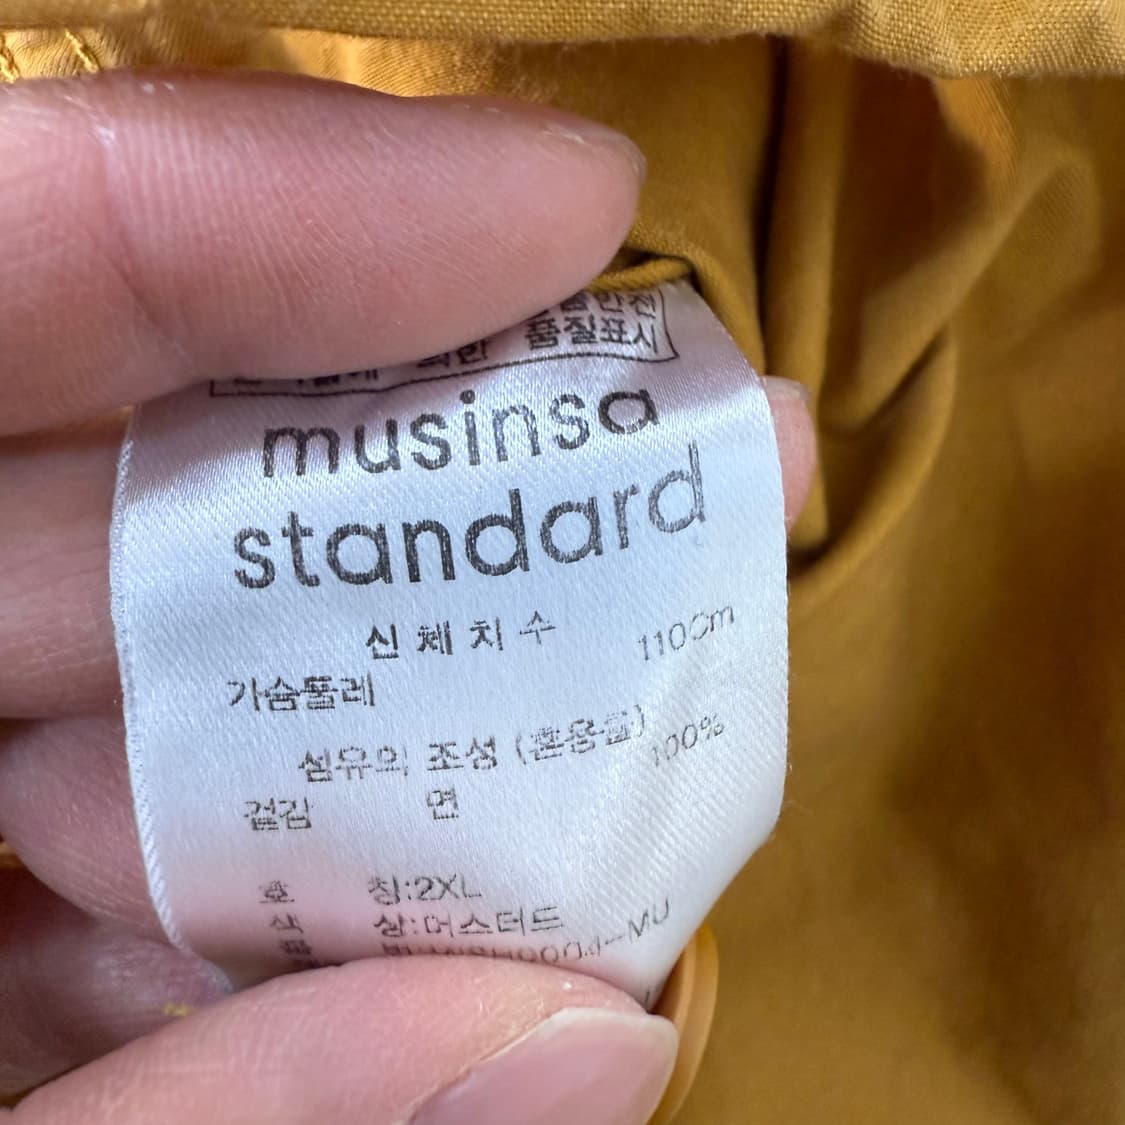 품질표시
musinsa
standard
신체치수
가슴둘레 110Cm
섬유의 조성 (혼용율)
겉감 면 100%
호 칭:2XL
색 상:머스터드